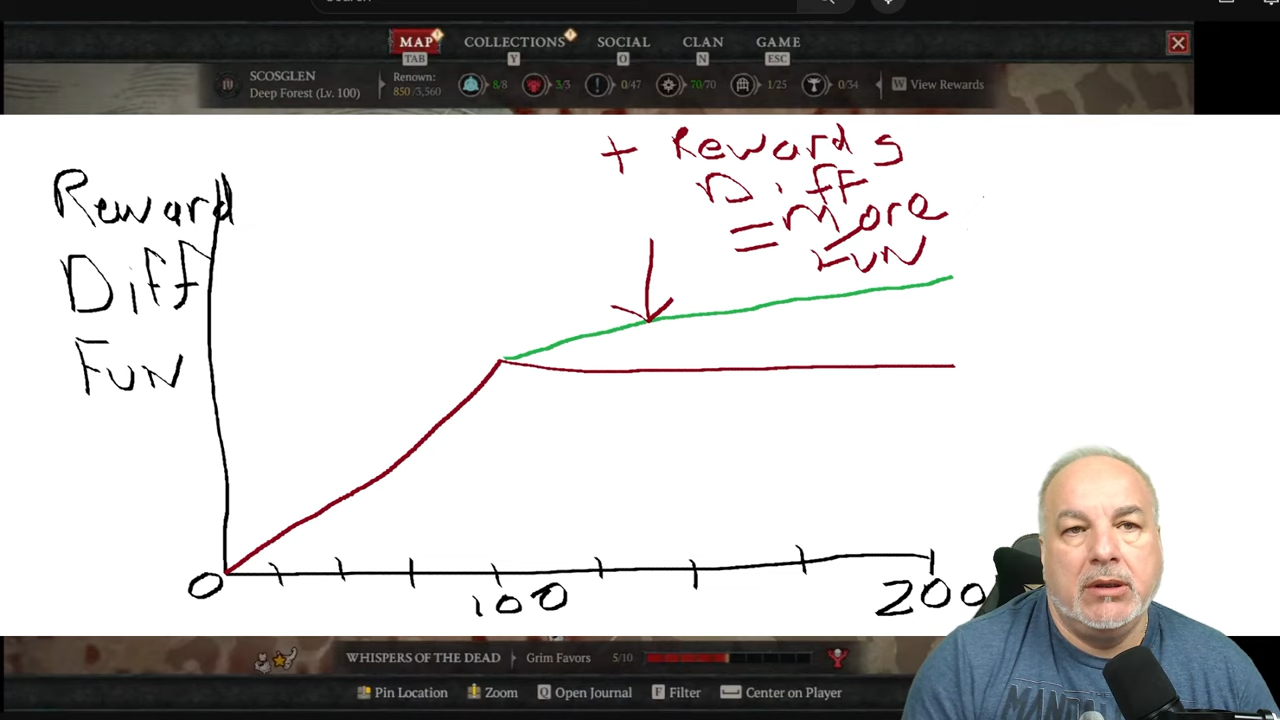 Search
MAP
COLLECTIONS
SOCIAL
CLAN
GAME
TAB
Y
O
N
ESC
SCOSGLEN
Deep Forest (Lv. 100)
Renown:
850/3,560
8/8
3/3
0/47
70/70
1/25
0/34
W View Rewards
+ Rewards
Diff
= more
FUN
Reward
Diff
FUN
0
100
200
WHISPERS OF THE DEAD
Grim Favors
5/10
Pin Location
Zoom
Q Open Journal
F Filter
Center on Player